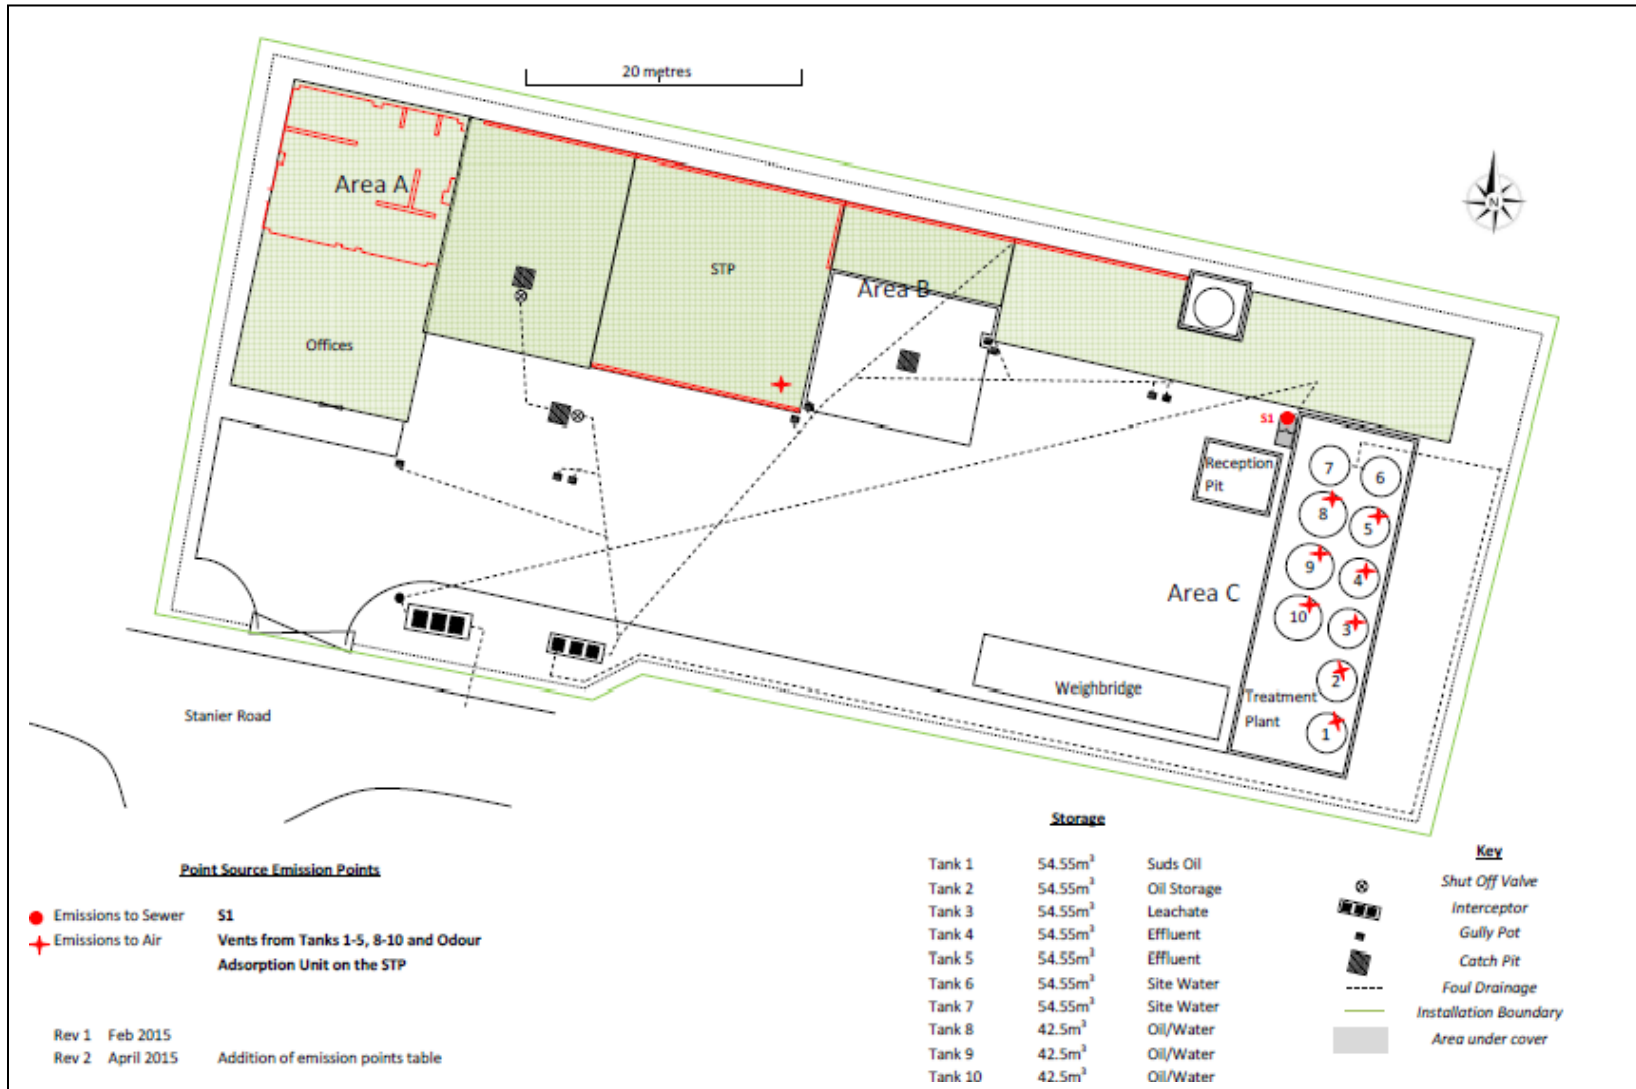 20 metres
Area A
N
STP
Area B
Offices
S1
Reception
Pit
7
6
8
5
9
4
Area C
10
3
2
Weighbridge
Treatment
Plant
1
Stanier Road
Storage
Tank 1 54.55m³ Suds Oil
Tank 2 54.55m³ Oil Storage
Tank 3 54.55m³ Leachate
Tank 4 54.55m³ Effluent
Tank 5 54.55m³ Effluent
Tank 6 54.55m³ Site Water
Tank 7 54.55m³ Site Water
Tank 8 42.5m³ Oil/Water
Tank 9 42.5m³ Oil/Water
Tank 10 42.5m³ Oil/Water
Key
Shut Off Valve
Interceptor
Gully Pot
Catch Pit
Foul Drainage
Installation Boundary
Area under cover
Point Source Emission Points
Emissions to Sewer S1
Emissions to Air Vents from Tanks 1-5, 8-10 and Odour
Adsorption Unit on the STP
Rev 1 Feb 2015
Rev 2 April 2015 Addition of emission points table